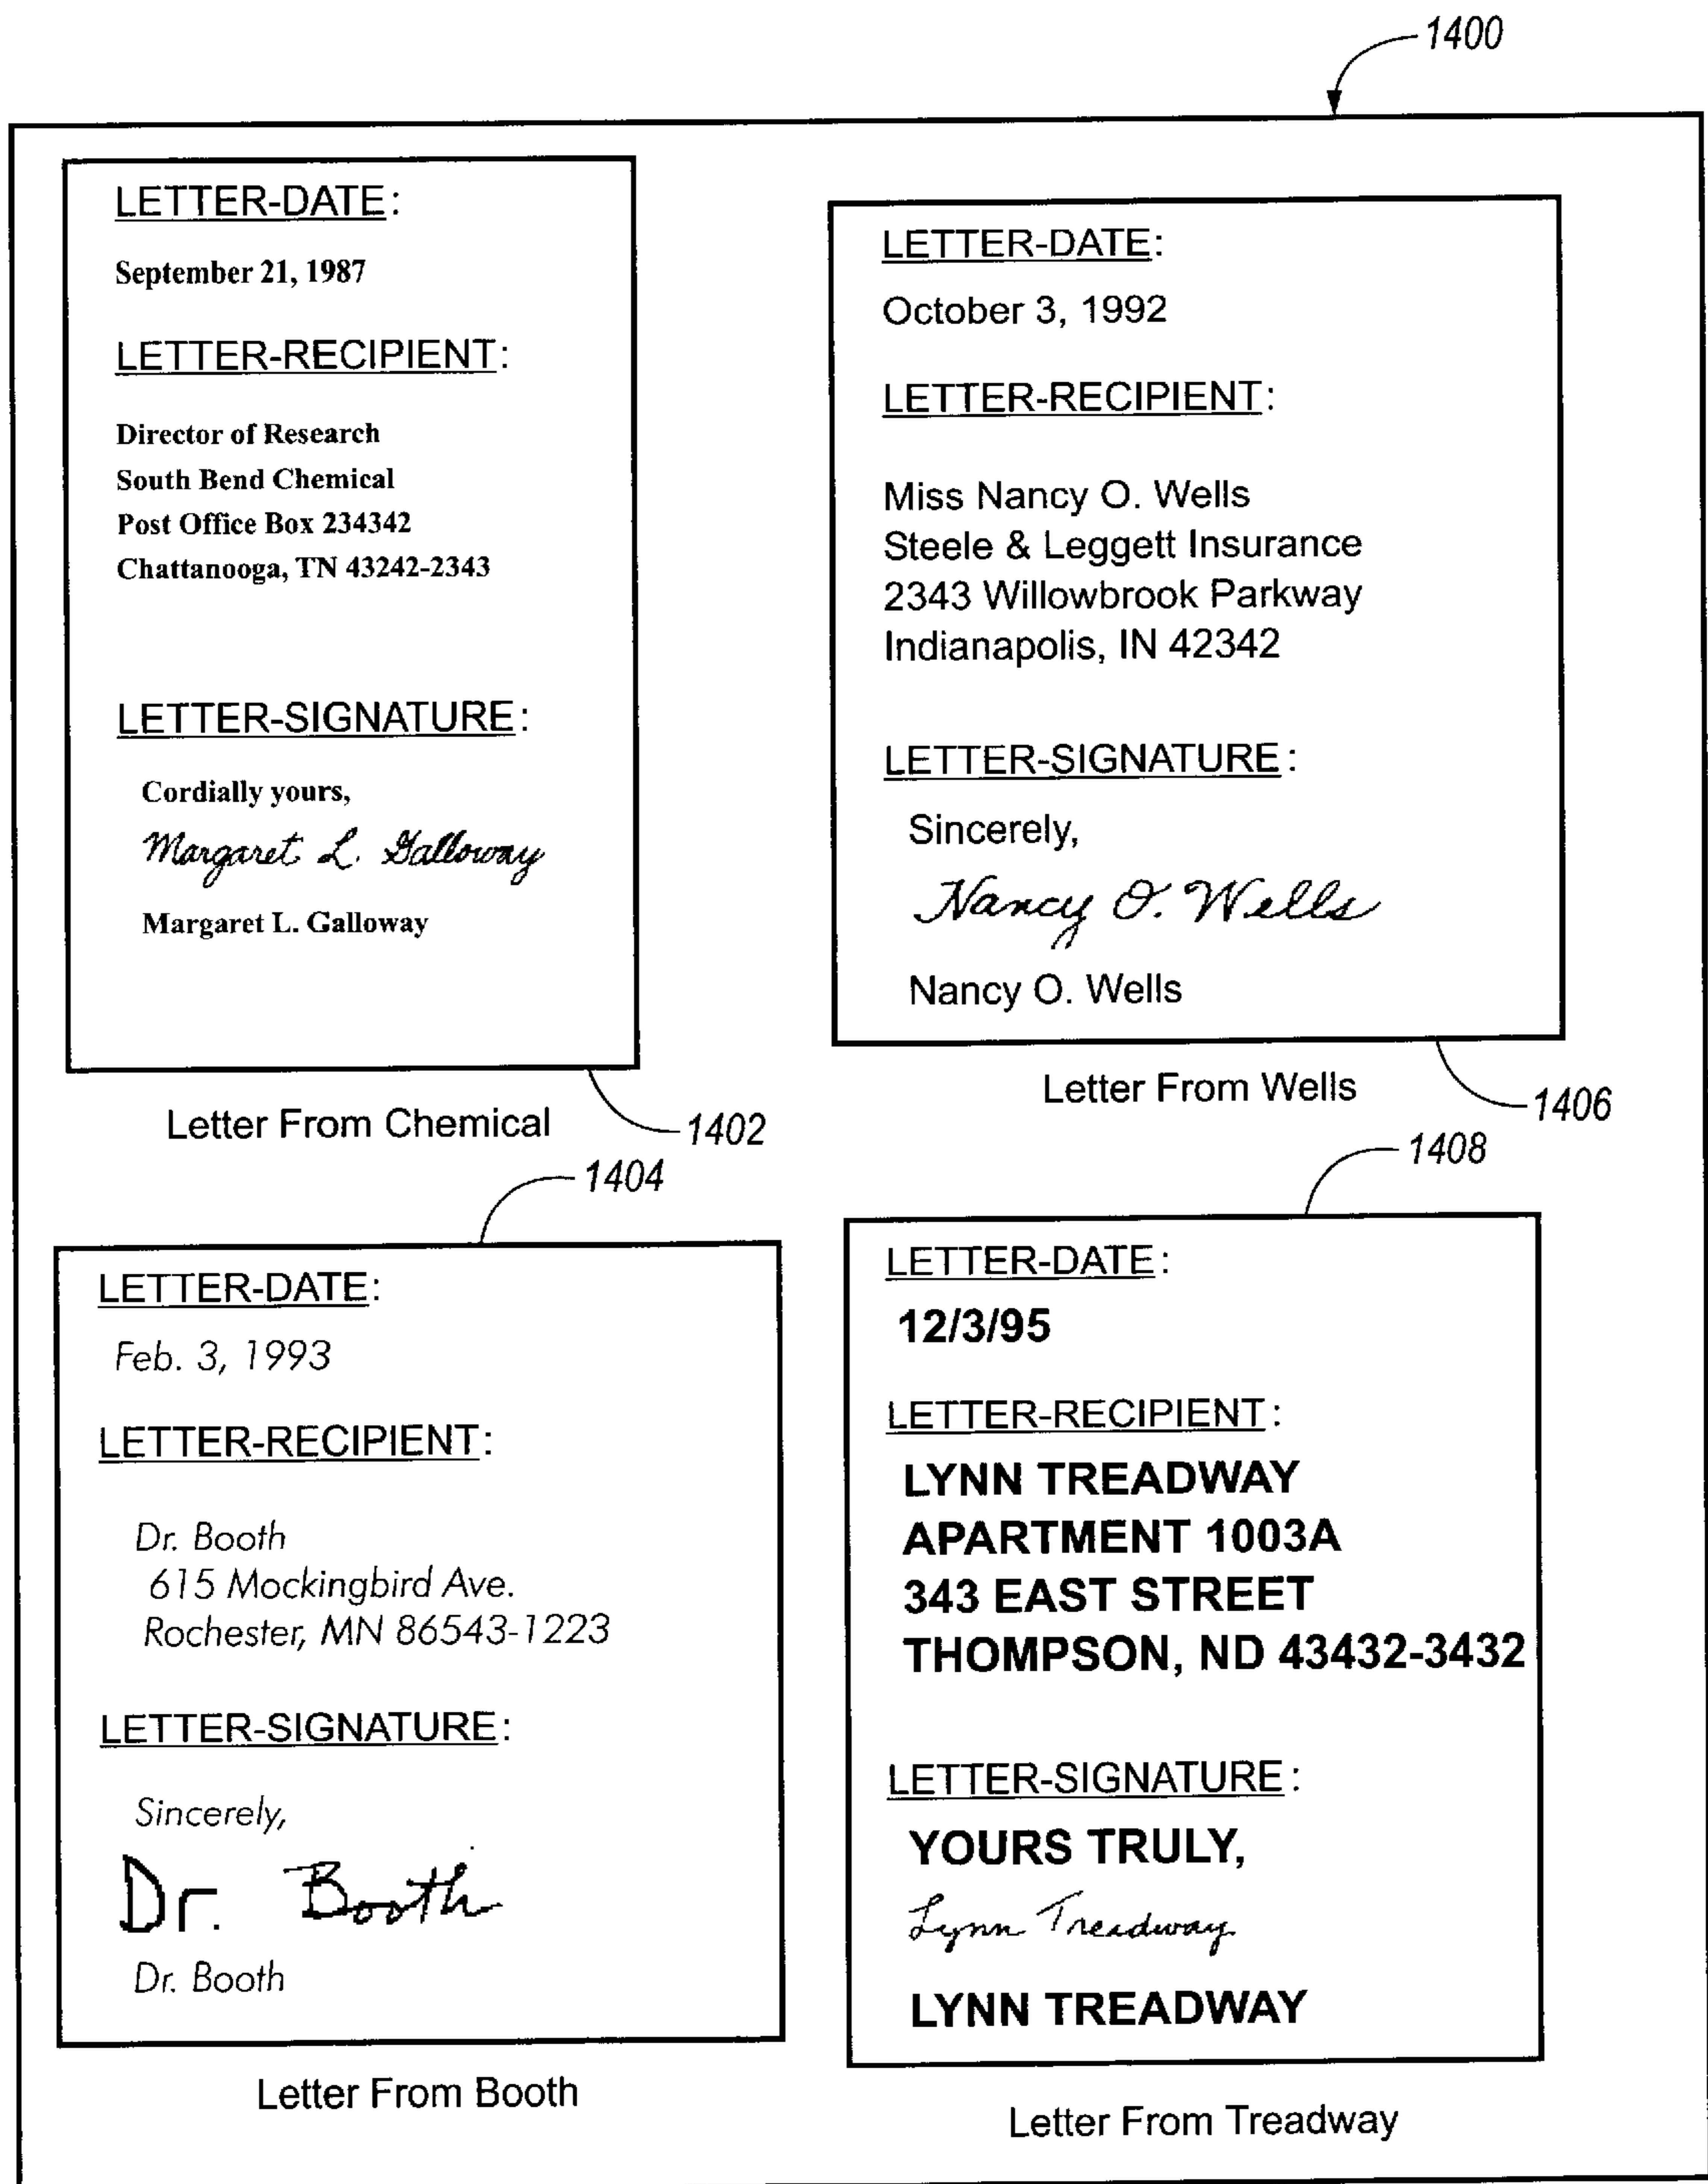 1400
LETTER-DATE:
September 21, 1987
LETTER-RECIPIENT:
Director of Research
South Bend Chemical
Post Office Box 234342
Chattanooga, TN 43242-2343
LETTER-SIGNATURE:
Cordially yours,
Margaret L. Galloway
Margaret L. Galloway
Letter From Chemical
1402
LETTER-DATE:
October 3, 1992
LETTER-RECIPIENT:
Miss Nancy O. Wells
Steele & Leggett Insurance
2343 Willowbrook Parkway
Indianapolis, IN 42342
LETTER-SIGNATURE:
Sincerely,
Nancy O. Wells
Nancy O. Wells
Letter From Wells
1406
1404
LETTER-DATE:
Feb. 3, 1993
LETTER-RECIPIENT:
Dr. Booth
615 Mockingbird Ave.
Rochester, MN 86543-1223
LETTER-SIGNATURE:
Sincerely,
Dr. Booth
Dr. Booth
Letter From Booth
1408
LETTER-DATE:
12/3/95
LETTER-RECIPIENT:
LYNN TREADWAY
APARTMENT 1003A
343 EAST STREET
THOMPSON, ND 43432-3432
LETTER-SIGNATURE:
YOURS TRULY,
Lynn Treadway
LYNN TREADWAY
Letter From Treadway